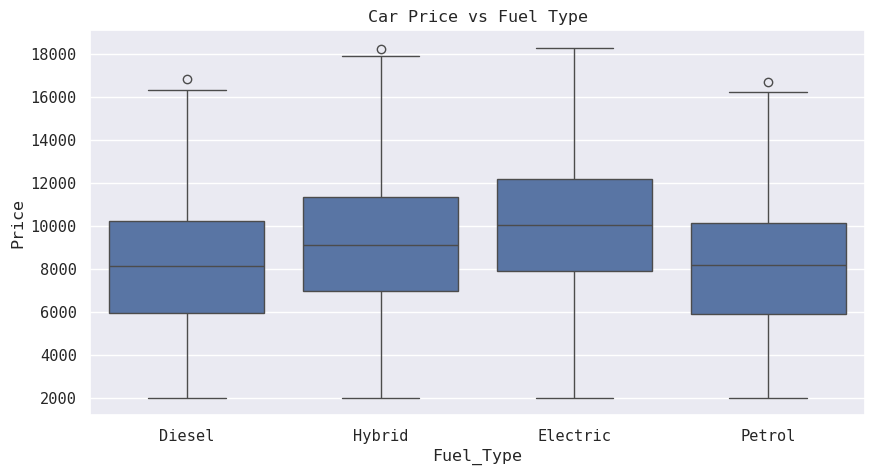 Car Price vs Fuel Type
Price
18000
16000
14000
12000
10000
8000
6000
4000
2000
Diesel
Hybrid
Electric
Petrol
Fuel_Type